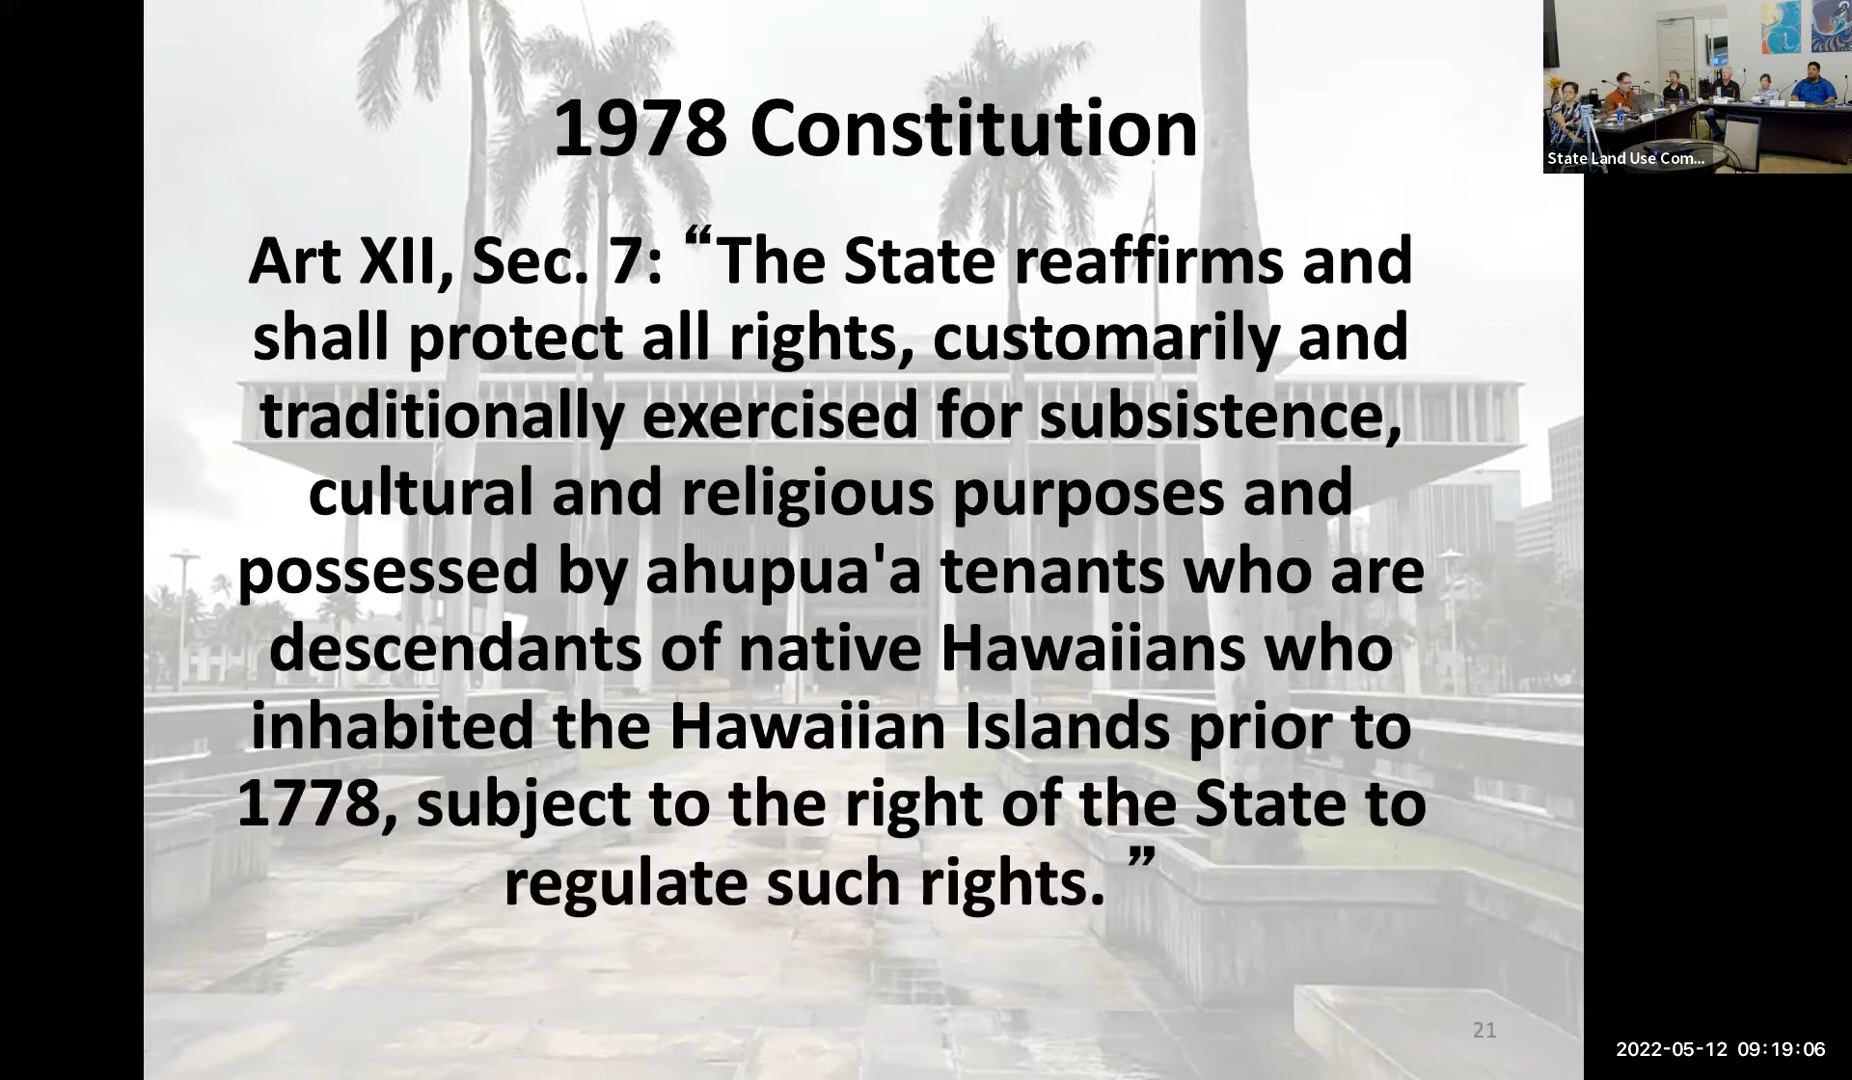 1978 Constitution
Art XII, Sec. 7: “The State reaffirms and
shall protect all rights, customarily and
traditionally exercised for subsistence,
cultural and religious purposes and
possessed by ahupua'a tenants who are
descendants of native Hawaiians who
inhabited the Hawaiian Islands prior to
1778, subject to the right of the State to
regulate such rights. ”
21
State Land Use Com...
2022-05-12 09:19:06